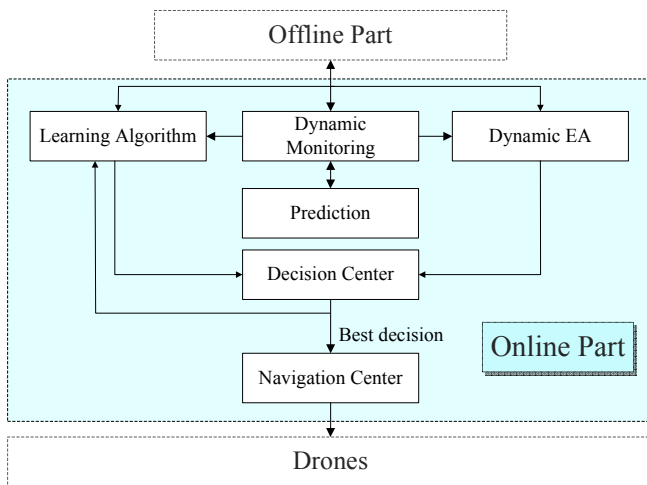 Offline Part
Learning Algorithm
Dynamic
Monitoring
Dynamic EA
Prediction
Decision Center
Best decision
Online Part
Navigation Center
Drones